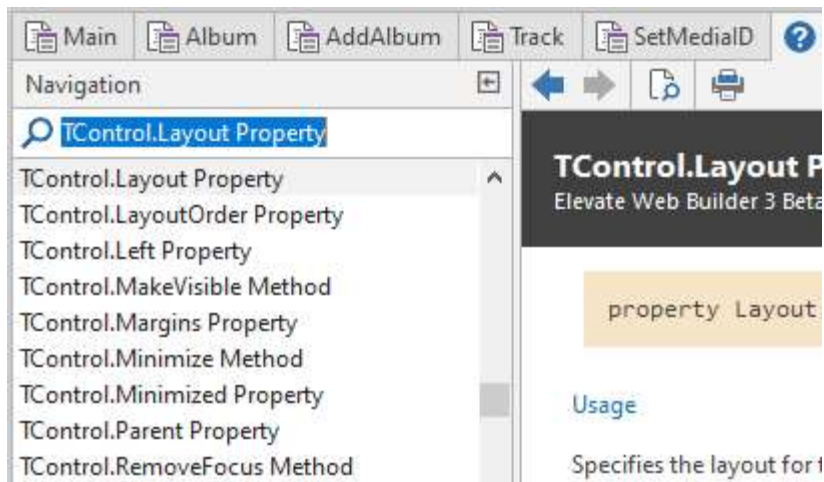 Main
Album
AddAlbum
Track
SetMediaID
Navigation
TControl.Layout Property
TControl.Layout Property
TControl.LayoutOrder Property
TControl.Left Property
TControl.MakeVisible Method
TControl.Margins Property
TControl.Minimize Method
TControl.Minimized Property
TControl.Parent Property
TControl.RemoveFocus Method
TControl.Layout P
Elevate Web Builder 3 Beta
property Layout
Usage
Specifies the layout for t